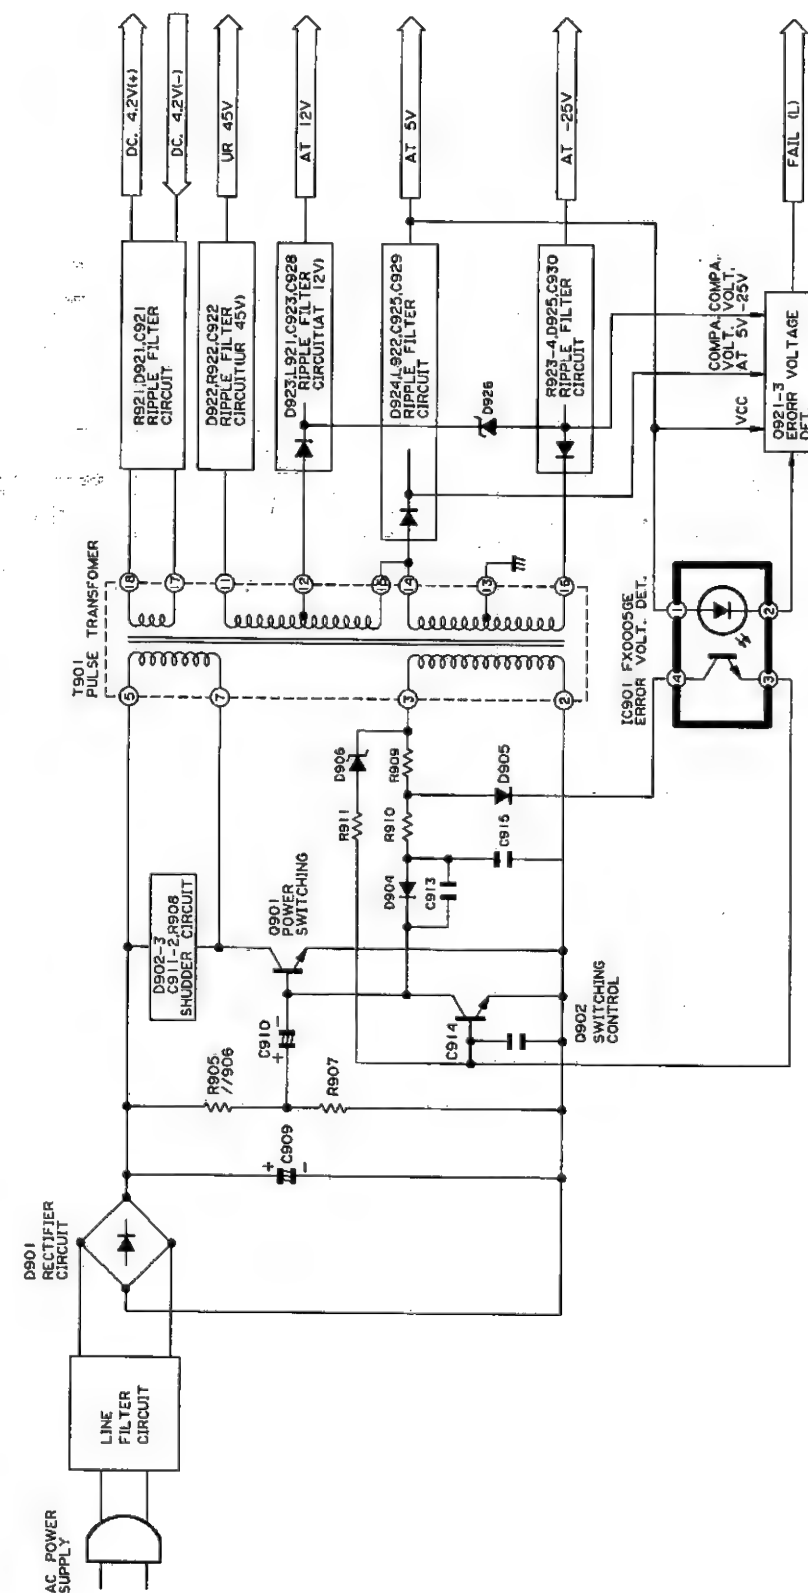 DC. 4.2V(+)
DC. 4.2V(-)
UR 45V
AT 12V
AT 5V
AT -25V
FAIL (L)
R921,D921,C921
RIPPLE FILTER
CIRCUIT
D922,R922,C922
RIPPLE FILTER
CIRCUIT(UR 45V)
D923,L921,C923,C928
RIPPLE FILTER
CIRCUIT(AT 12V)
D924,L922,C925,C929
RIPPLE FILTER
CIRCUIT
R923-4,D925,C930
RIPPLE FILTER
CIRCUIT
D926
COMPA. COMPA.
VOLT. VOLT.
AT 5V -25V
VCC
Q921-3
ERORR VOLTAGE
DET.
T901
PULSE TRANSFOMER
18
17
11
12
15
14
13
16
5
7
3
2
IC901 FX0005GE
ERROR VOLT. DET.
1
2
4
3
D906
R909
R911
R910
D905
D904
C913
C915
D902-3
C911-2,R908
SHUDDER CIRCUIT
Q901
POWER
SWITCHING
C910
+ -
C914
Q902
SWITCHING
CONTROL
R905
//906
R907
C909
+ -
D901
RECTIFIER
CIRCUIT
LINE
FILTER
CIRCUIT
AC POWER
SUPPLY